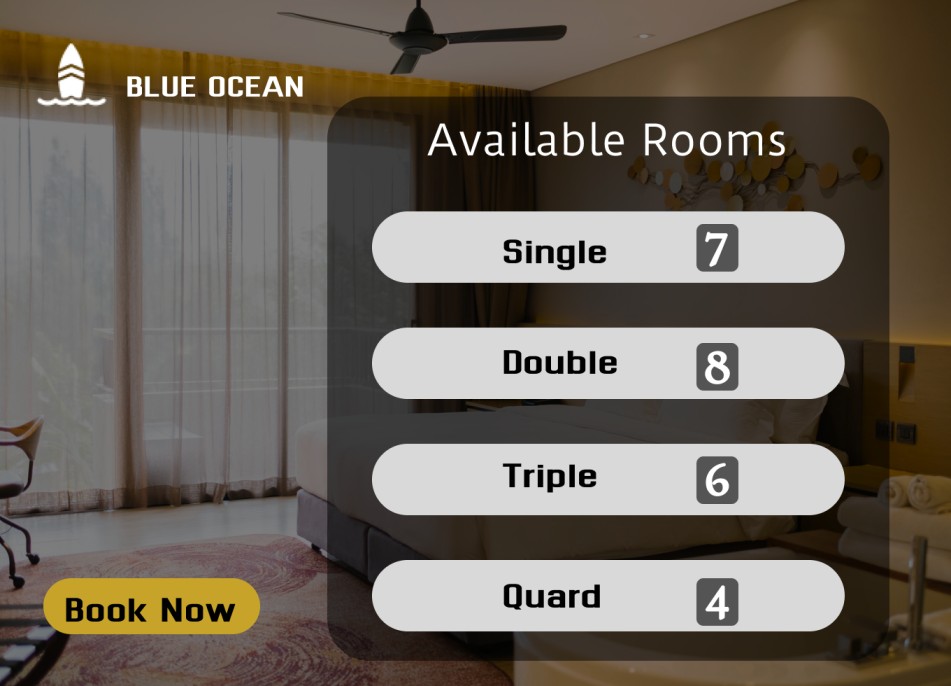 BLUE OCEAN
Available Rooms
Single 7
Double 8
Triple 6
Quard 4
Book Now